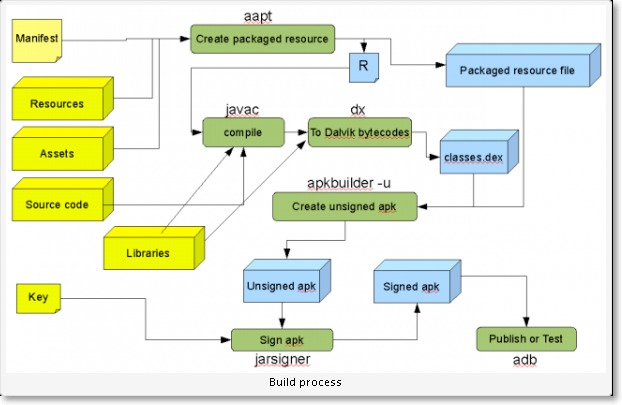 aapt
Manifest
Create packaged resource
R
Packaged resource file
Resources
javac
dx
compile
To Dalvik bytecodes
Assets
classes.dex
apkbuilder -u
Source code
Create unsigned apk
Libraries
Unsigned apk
Signed apk
Key
Sign apk
Publish or Test
jarsigner
adb
Build process